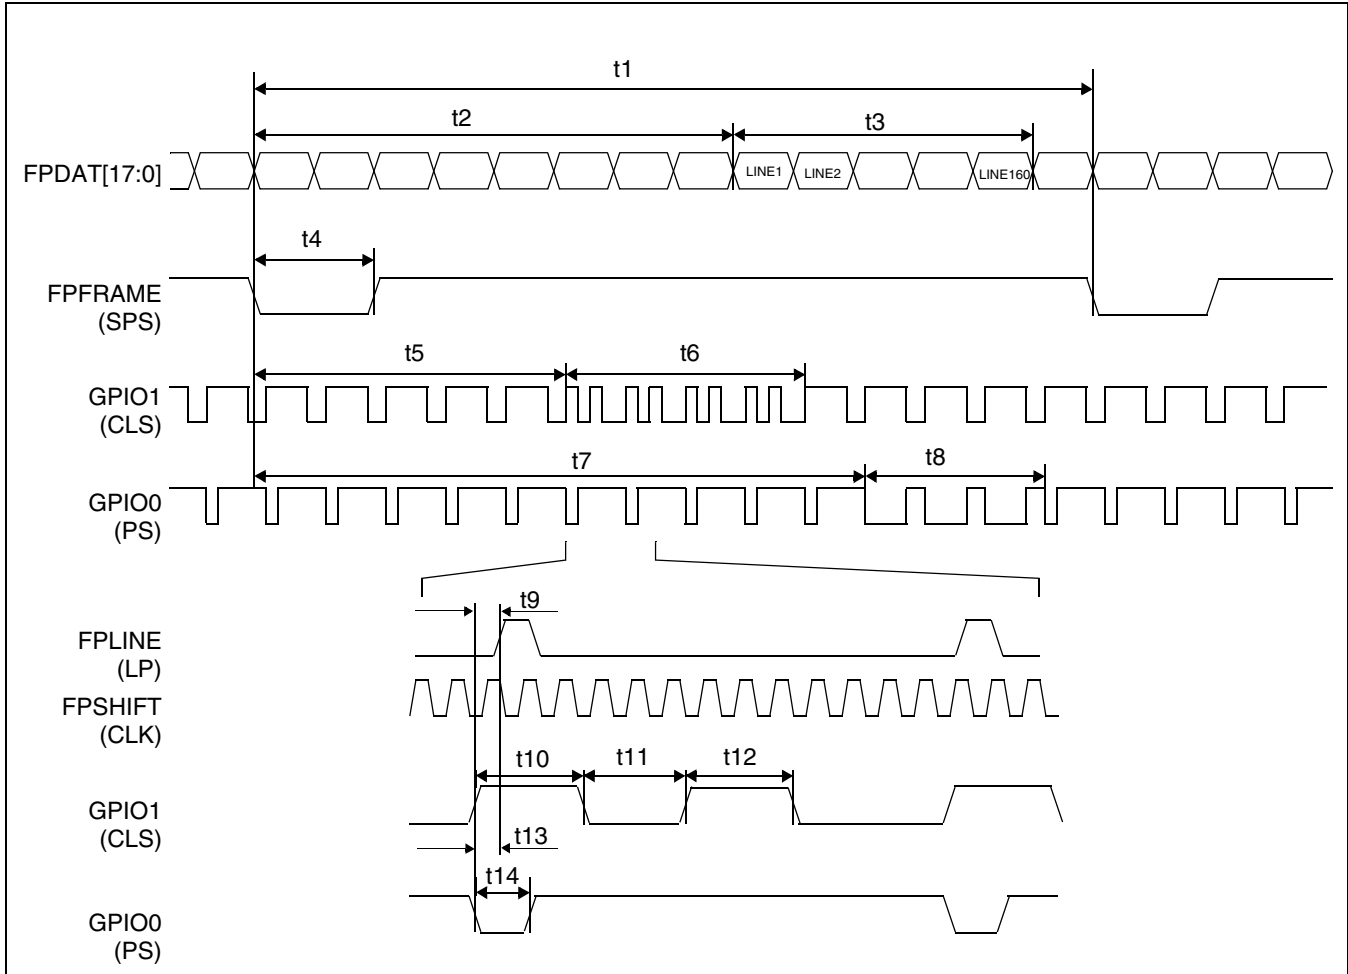 t1
t2
t3
FPDAT[17:0]
LINE1
LINE2
LINE160
t4
FPFRAME
(SPS)
t5
t6
GPIO1
(CLS)
t7
t8
GPIO0
(PS)
t9
FPLINE
(LP)
FPSHIFT
(CLK)
t10
t11
t12
GPIO1
(CLS)
t13
t14
GPIO0
(PS)